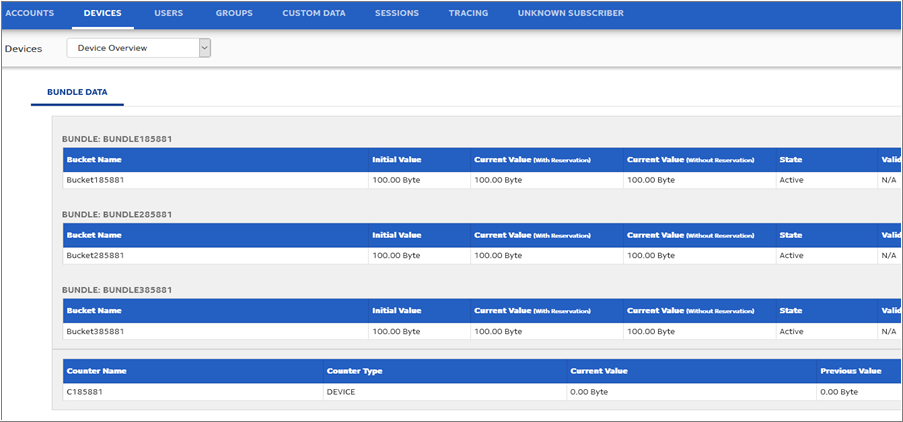 ACCOUNTS DEVICES USERS GROUPS CUSTOM DATA SESSIONS TRACING UNKNOWN SUBSCRIBER
Devices Device Overview
BUNDLE DATA
BUNDLE: BUNDLE185881
Bucket Name Initial Value Current Value (With Reservation) Current Value (Without Reservation) State Valid
Bucket185881 100.00 Byte 100.00 Byte 100.00 Byte Active N/A
BUNDLE: BUNDLE285881
Bucket Name Initial Value Current Value (With Reservation) Current Value (Without Reservation) State Valid
Bucket285881 100.00 Byte 100.00 Byte 100.00 Byte Active N/A
BUNDLE: BUNDLE385881
Bucket Name Initial Value Current Value (With Reservation) Current Value (Without Reservation) State Valid
Bucket385881 100.00 Byte 100.00 Byte 100.00 Byte Active N/A
Counter Name Counter Type Current Value Previous Value
C185881 DEVICE 0.00 Byte 0.00 Byte